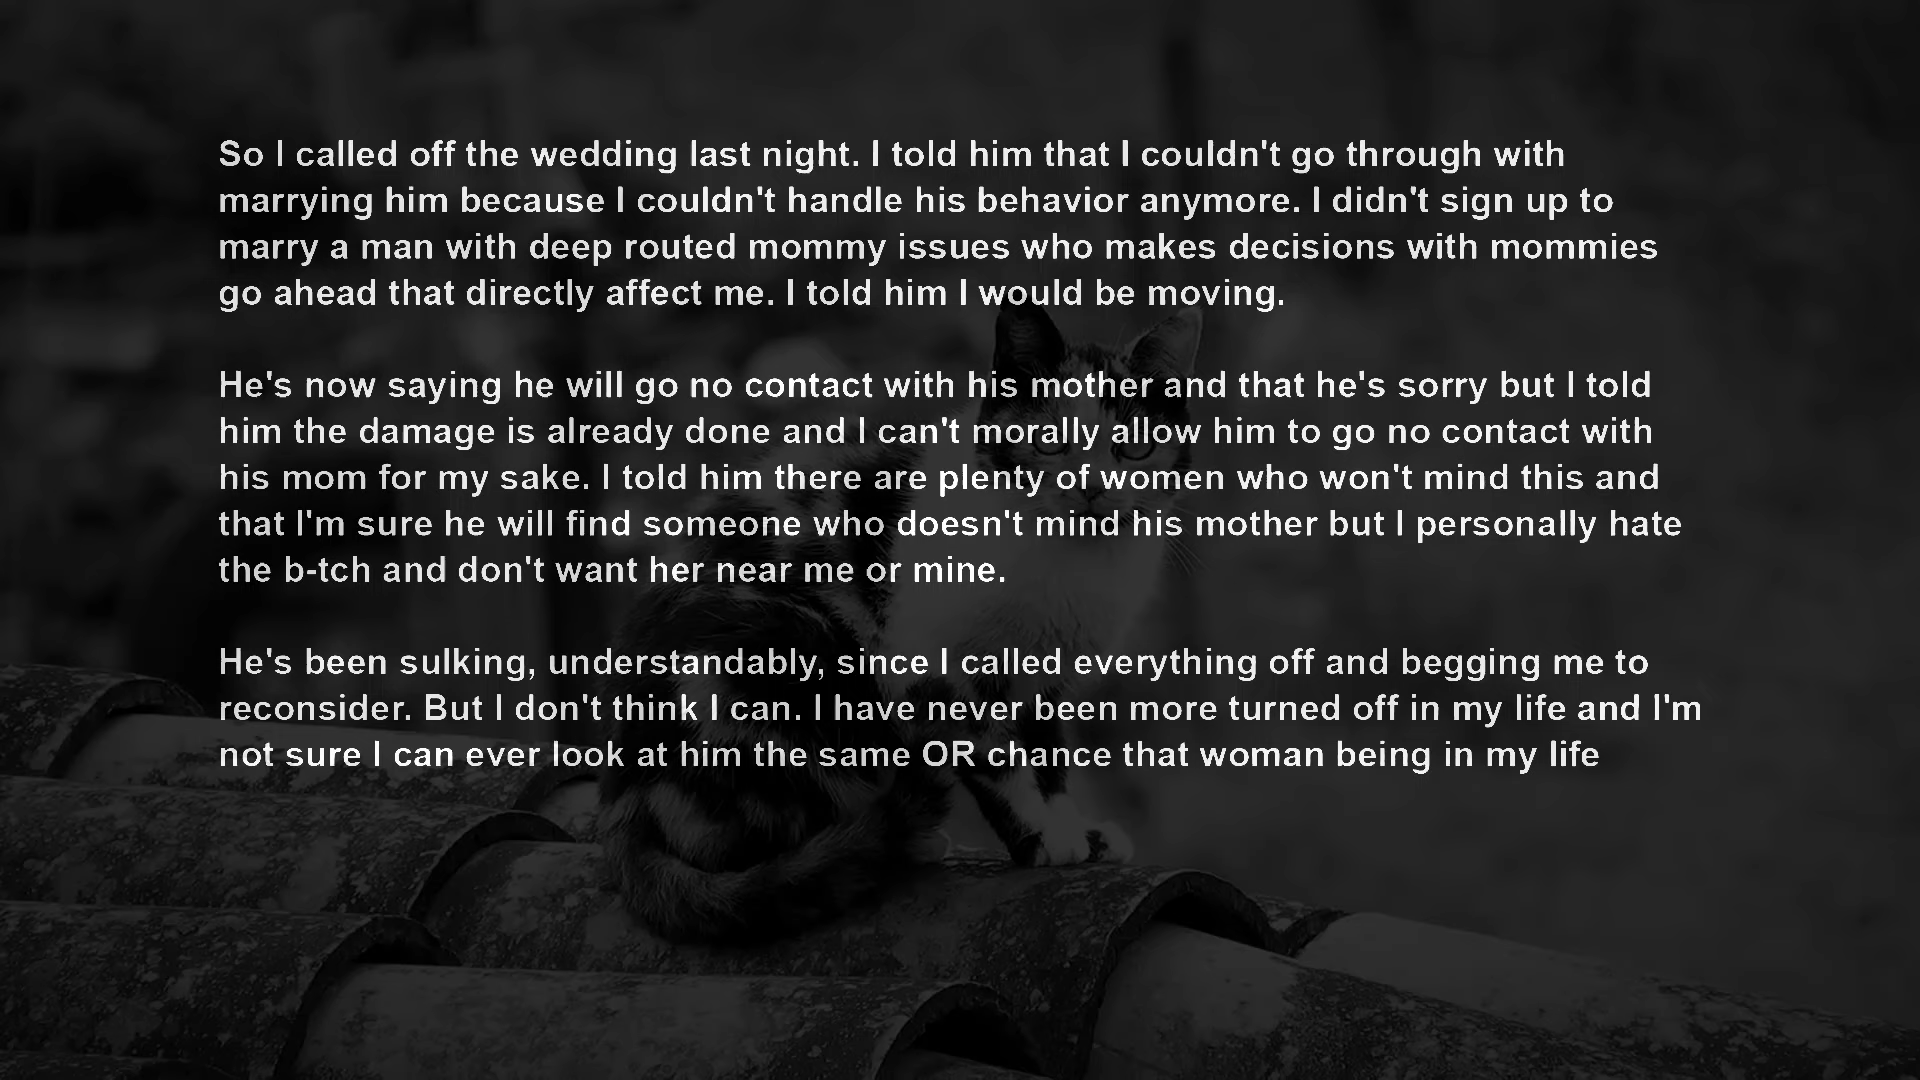 So I called off the wedding last night. I told him that I couldn't go through with
marrying him because I couldn't handle his behavior anymore. I didn't sign up to
marry a man with deep routed mommy issues who makes decisions with mommies
go ahead that directly affect me. I told him I would be moving.
He's now saying he will go no contact with his mother and that he's sorry but I told
him the damage is already done and I can't morally allow him to go no contact with
his mom for my sake. I told him there are plenty of women who won't mind this and
that I'm sure he will find someone who doesn't mind his mother but I personally hate
the b-tch and don't want her near me or mine.
He's been sulking, understandably, since I called everything off and begging me to
reconsider. But I don't think I can. I have never been more turned off in my life and I'm
not sure I can ever look at him the same OR chance that woman being in my life